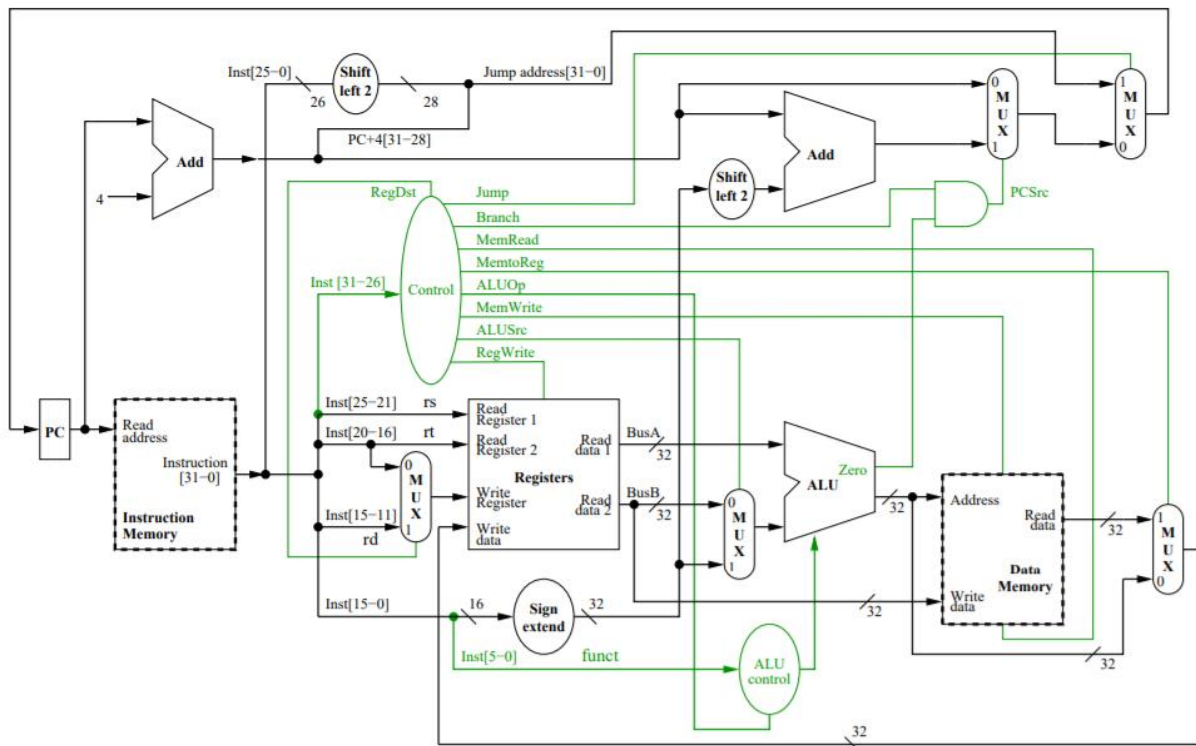 Inst[25−0]
26
Shift
left 2
28
Jump address[31−0]
PC+4[31−28]
Add
4
0
M
U
X
1
1
M
U
X
0
Add
Shift
left 2
RegDst
Jump
Branch
MemRead
MemtoReg
ALUOp
MemWrite
ALUSrc
RegWrite
PCSrc
Inst [31−26]
Control
PC
Read
address
Instruction
[31−0]
Instruction
Memory
Inst[25−21] rs
Inst[20−16] rt
0
M
U
X
1
Inst[15−11]
rd
Read
Register 1
Read
Register 2
Write
Register
Write
data
Registers
Read
data 1
Read
data 2
BusA
32
BusB
32
0
M
U
X
1
Zero
ALU
32
Address
Read
data
Data
Memory
Write
data
32
1
M
U
X
0
32
32
Inst[15−0]
16
Sign
extend
32
Inst[5−0]
funct
ALU
control
32